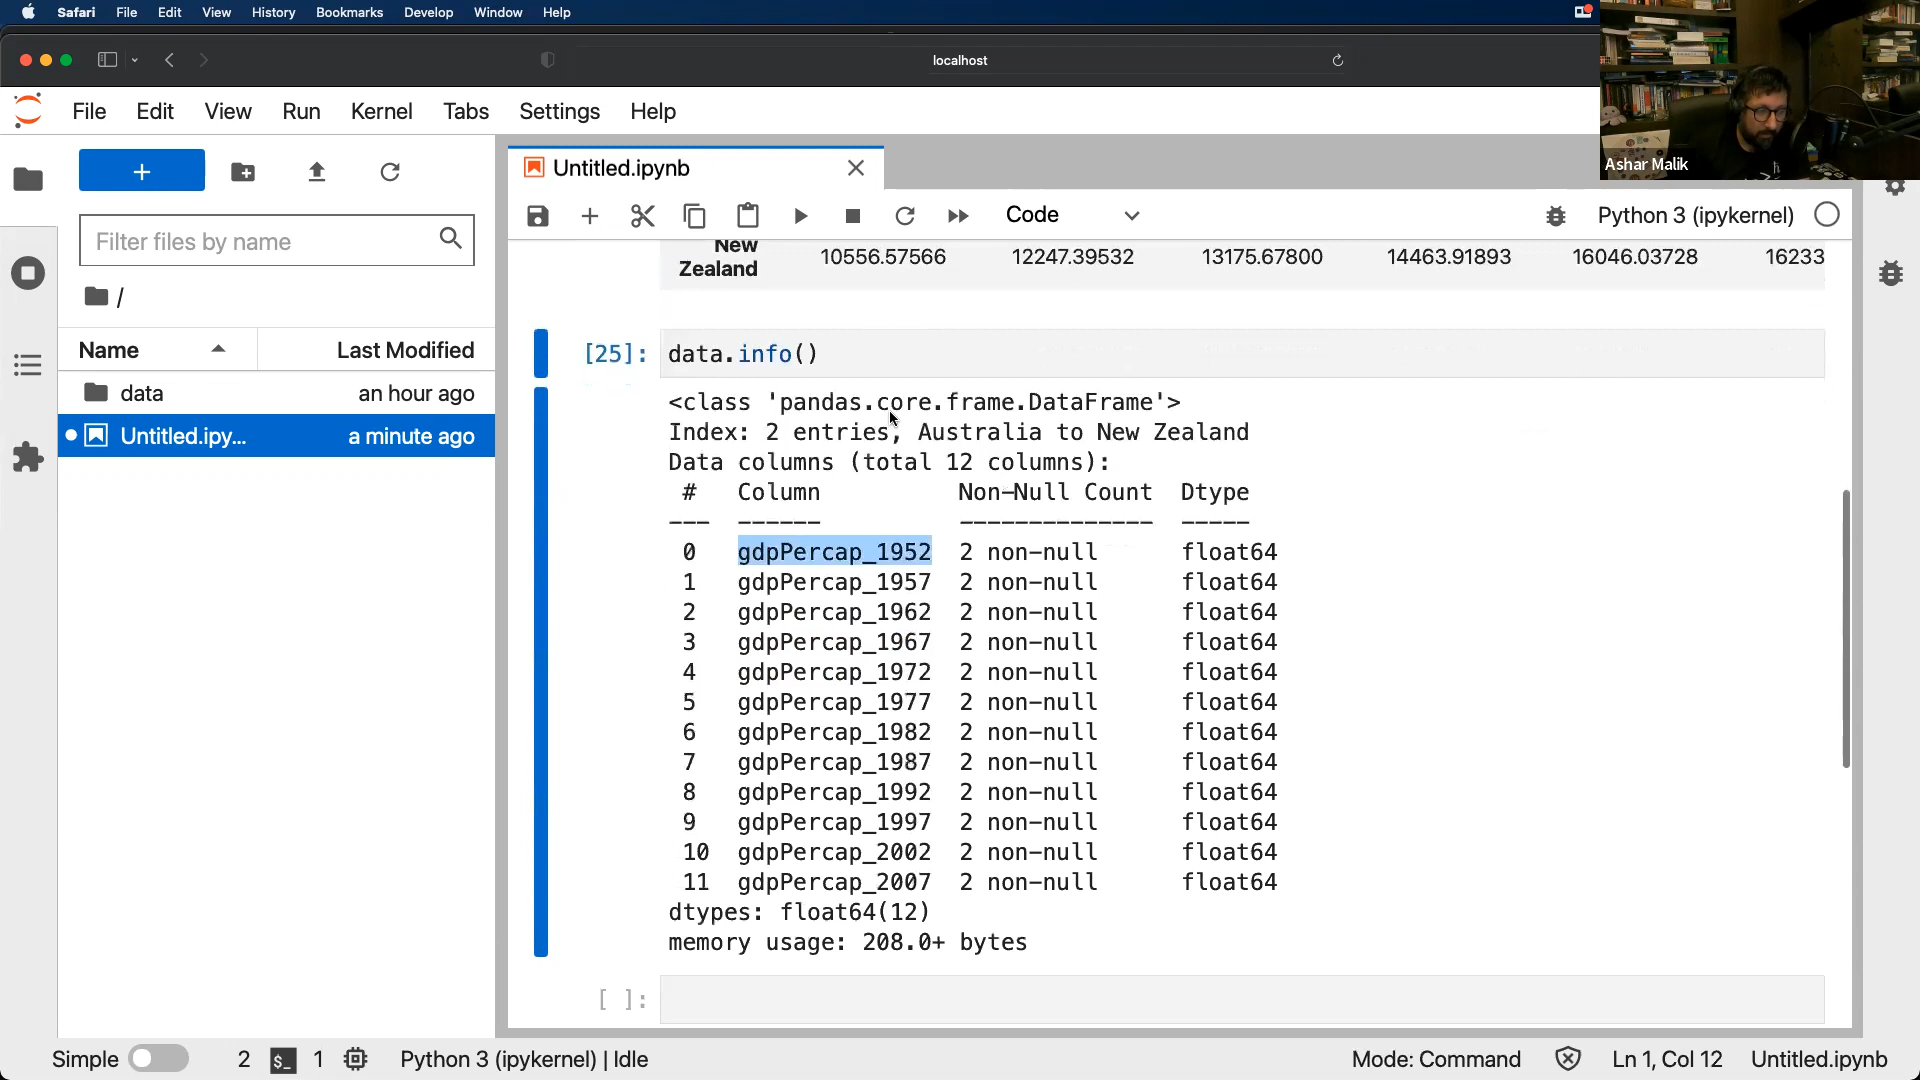 Safari File Edit View History Bookmarks Develop Window Help
localhost
File Edit View Run Kernel Tabs Settings Help
Ashar Malik
+
Filter files by name
/
Name Last Modified
data an hour ago
Untitled.ipy... a minute ago
Untitled.ipynb
Code
Python 3 (ipykernel)
New
Zealand 10556.57566 12247.39532 13175.67800 14463.91893 16046.03728 16233
[25]: data.info()
<class 'pandas.core.frame.DataFrame'>
Index: 2 entries, Australia to New Zealand
Data columns (total 12 columns):
# Column Non-Null Count Dtype
--- ------ -------------- -----
0 gdpPercap_1952 2 non-null float64
1 gdpPercap_1957 2 non-null float64
2 gdpPercap_1962 2 non-null float64
3 gdpPercap_1967 2 non-null float64
4 gdpPercap_1972 2 non-null float64
5 gdpPercap_1977 2 non-null float64
6 gdpPercap_1982 2 non-null float64
7 gdpPercap_1987 2 non-null float64
8 gdpPercap_1992 2 non-null float64
9 gdpPercap_1997 2 non-null float64
10 gdpPercap_2002 2 non-null float64
11 gdpPercap_2007 2 non-null float64
dtypes: float64(12)
memory usage: 208.0+ bytes
[ ]:
Simple 2 $_ 1 Python 3 (ipykernel) | Idle Mode: Command Ln 1, Col 12 Untitled.ipynb